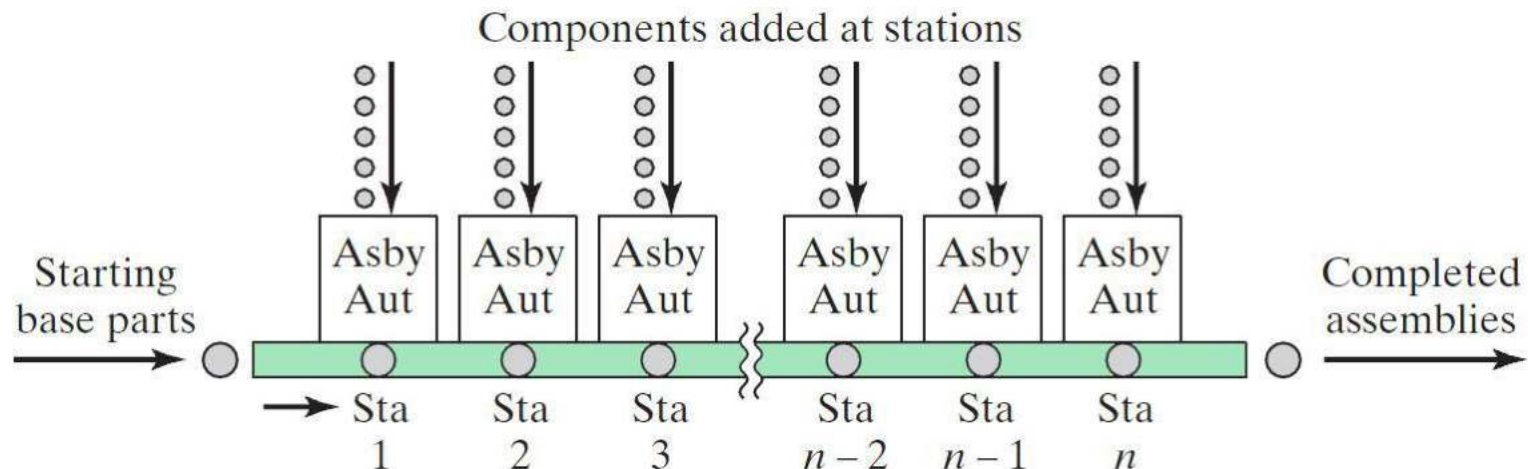 Components added at stations
Asby Asby Asby Asby Asby Asby
Aut Aut Aut Aut Aut Aut
Starting
base parts
Completed
assemblies
Sta Sta Sta Sta Sta Sta
1 2 3 n – 2 n – 1 n